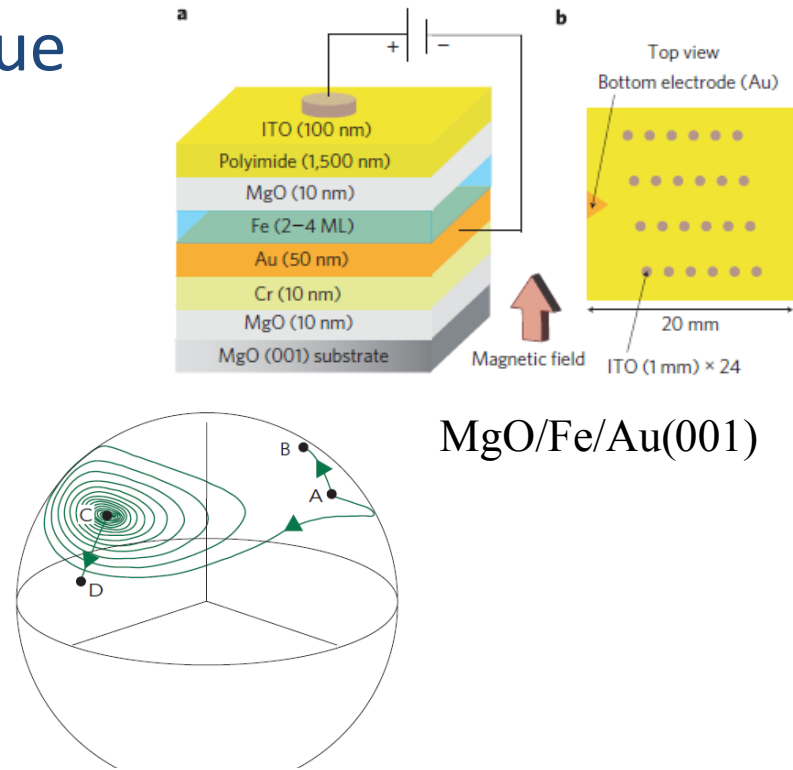 ue
a
+
−
ITO (100 nm)
Polyimide (1,500 nm)
MgO (10 nm)
Fe (2−4 ML)
Au (50 nm)
Cr (10 nm)
MgO (10 nm)
MgO (001) substrate
Magnetic field
b
Top view
Bottom electrode (Au)
20 mm
ITO (1 mm) × 24
MgO/Fe/Au(001)
B
A
C
D